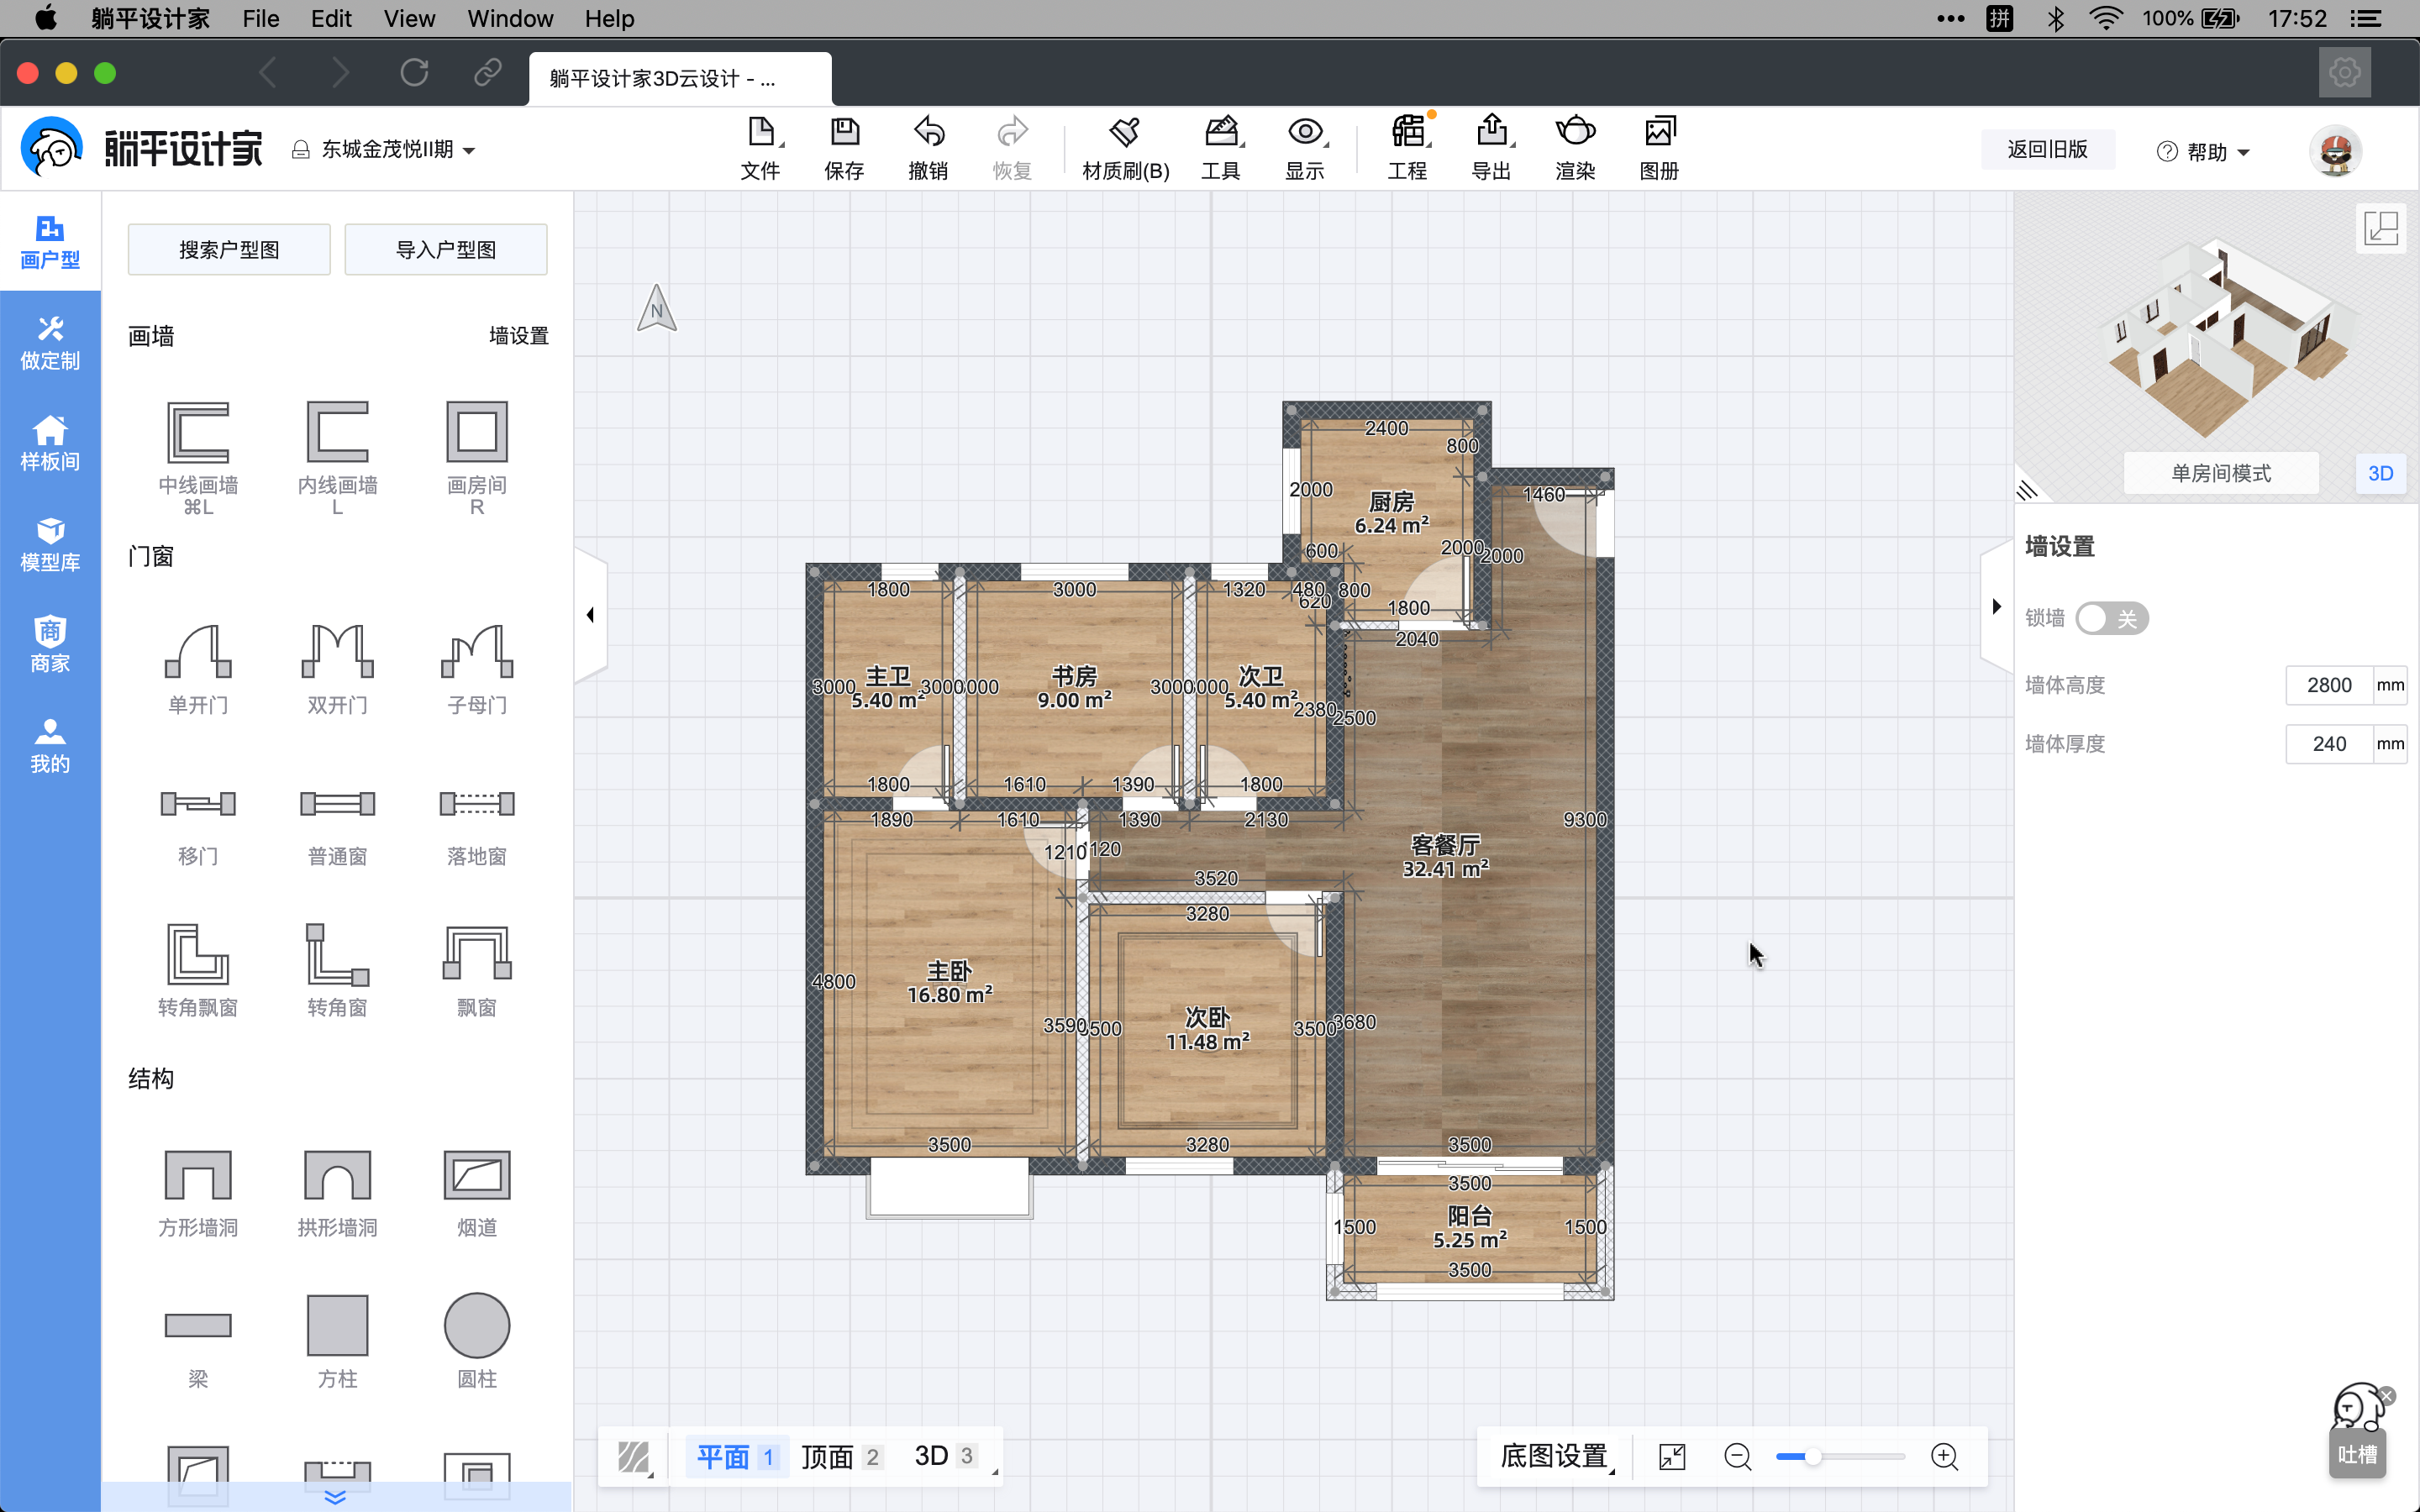 躺平设计家 File Edit View Window Help
拼 100% 17:52
躺平设计家3D云设计 - ...
躺平设计家 东城金茂悦II期
文件 保存 撤销 恢复 材质刷(B) 工具 显示 工程 导出 渲染 图册
返回旧版 帮助
画户型
做定制
样板间
模型库
商
商家
我的
搜索户型图 导入户型图
画墙 墙设置
中线画墙 内线画墙 画房间
⌘L L R
门窗
单开门 双开门 子母门
移门 普通窗 落地窗
转角飘窗 转角窗 飘窗
结构
方形墙洞 拱形墙洞 烟道
梁 方柱 圆柱
N
2400
800
2000
厨房
6.24 m²
1460
600
2000
2000
1800 3000 1320 480 800
620
1800
2040
主卫
5.40 m²
3000
3000
书房
9.00 m²
3000
次卫
5.40 m²
2380
2500
1800 1610 1390 1800
1890 1610 1390 2130
1210
3520
客餐厅
32.41 m²
9300
3280
主卧
16.80 m²
4800
3590
次卧
11.48 m²
3500
3680
3500 3280 3500
3500
阳台
5.25 m²
1500 1500
3500
平面 1 顶面 2 3D 3
底图设置
单房间模式 3D
墙设置
锁墙 关
墙体高度 2800 mm
墙体厚度 240 mm
吐槽